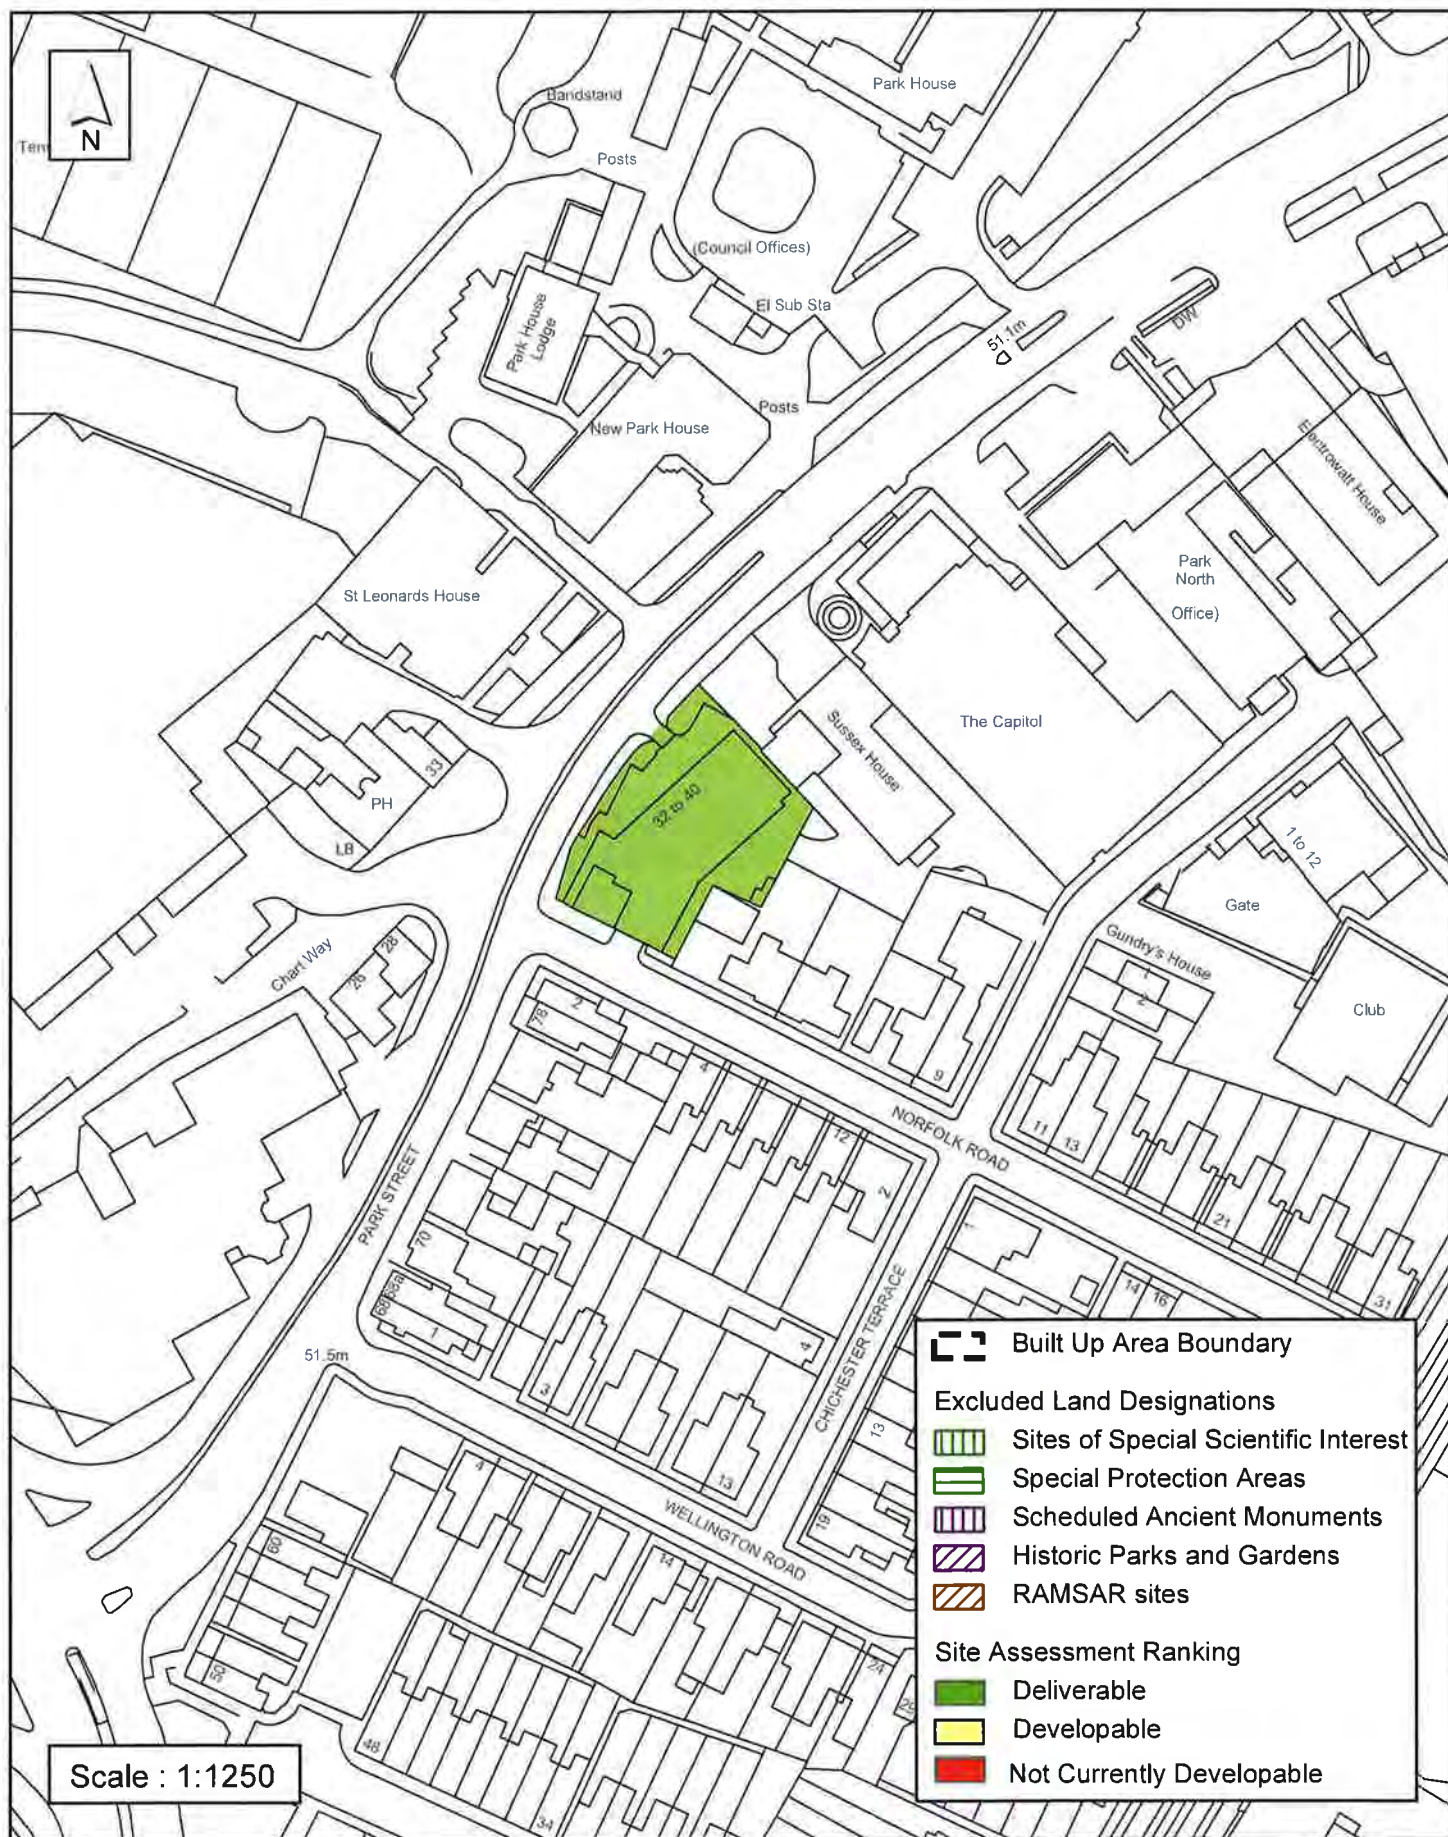 N
Bandstand
Park House
Posts
(Council Offices)
El Sub Sta
51.1m
DW
Park House
Lodge
Posts
New Park House
Electrowatt House
St Leonards House
Park
North
Office)
Sussex House
The Capitol
33
PH
32 to 40
LB
1 to 12
Gate
Chart Way
28
26
Gundry's House
1
2
Club
2
78
4
9
NORFOLK ROAD
12
11
13
2
PARK STREET
21
70
1
68a
68
1
14
16
31
51.5m
CHICHESTER TERRACE
4
3
13
13
4
WELLINGTON ROAD
19
60
14
50
24
29
48
34
Built Up Area Boundary
Excluded Land Designations
Sites of Special Scientific Interest
Special Protection Areas
Scheduled Ancient Monuments
Historic Parks and Gardens
RAMSAR sites
Site Assessment Ranking
Deliverable
Developable
Not Currently Developable
Scale : 1:1250